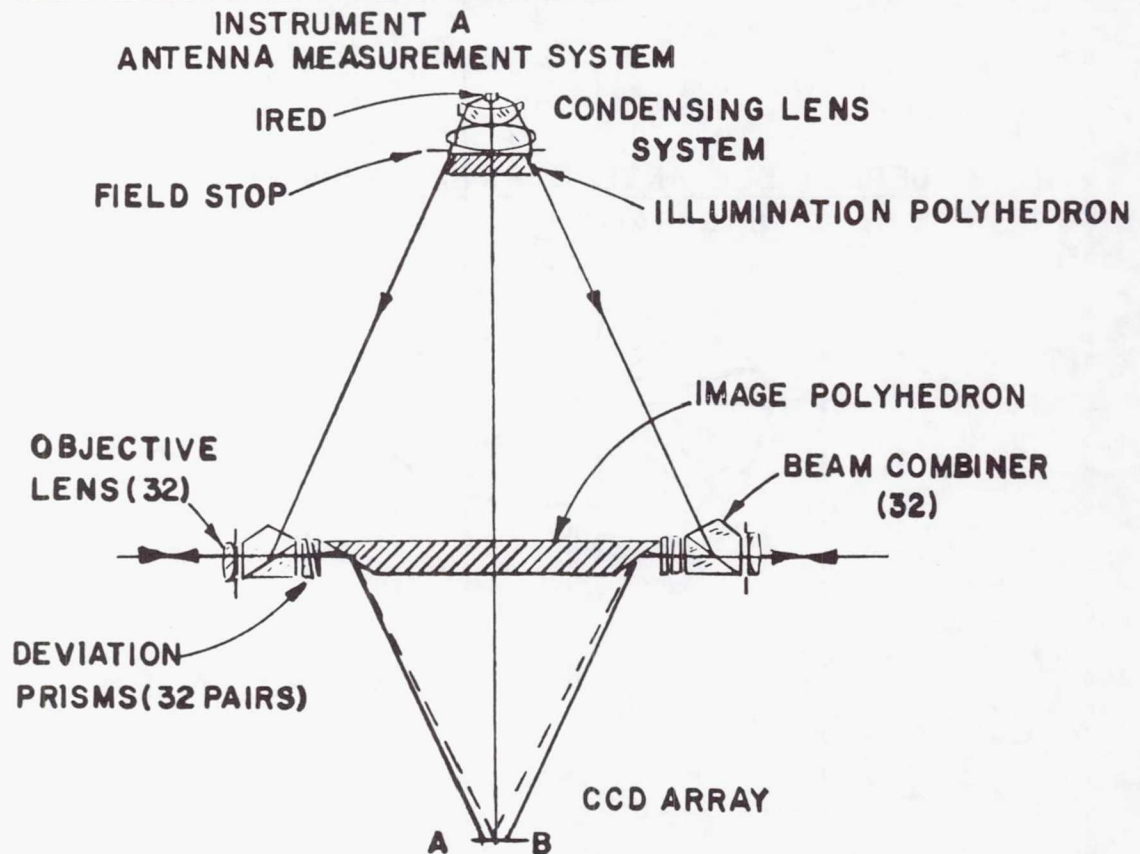 INSTRUMENT A
ANTENNA MEASUREMENT SYSTEM
IRED
CONDENSING LENS
SYSTEM
FIELD STOP
ILLUMINATION POLYHEDRON
IMAGE POLYHEDRON
OBJECTIVE
LENS (32)
BEAM COMBINER
(32)
DEVIATION
PRISMS (32 PAIRS)
CCD ARRAY
A B